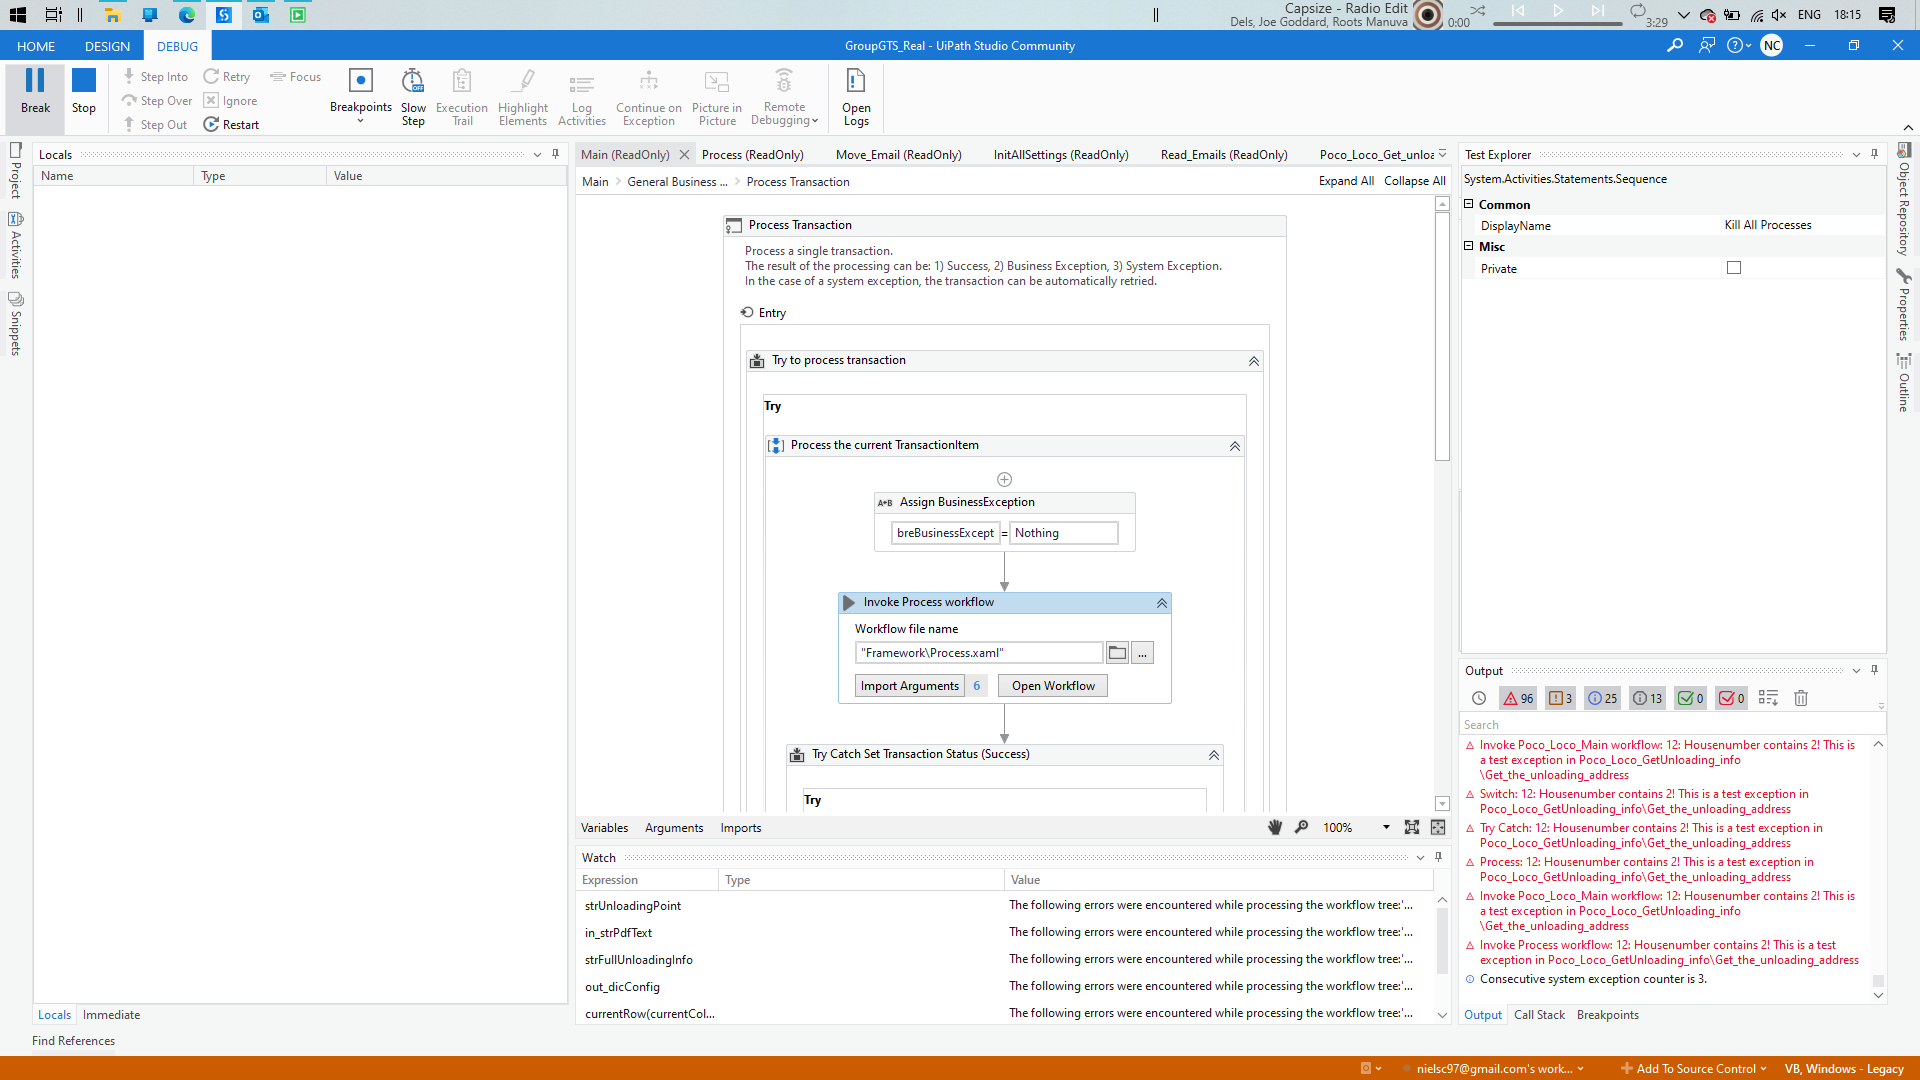 Capsize - Radio Edit
Dels, Joe Goddard, Roots Manuva
0:00
3:29
ENG
18:15
HOME
DESIGN
DEBUG
GroupGTS_Real - UiPath Studio Community
NC
Break
Stop
Step Into
Step Over
Step Out
Retry
Ignore
Restart
Focus
Breakpoints
Slow
Step
Execution
Trail
Highlight
Elements
Log
Activities
Continue on
Exception
Picture in
Picture
Remote
Debugging
Open
Logs
Project
Activities
Snippets
Locals
Name
Type
Value
Main (ReadOnly)
Process (ReadOnly)
Move_Email (ReadOnly)
InitAllSettings (ReadOnly)
Read_Emails (ReadOnly)
Poco_Loco_Get_unloa
Main
General Business ...
Process Transaction
Expand All
Collapse All
Process Transaction
Process a single transaction.
The result of the processing can be: 1) Success, 2) Business Exception, 3) System Exception.
In the case of a system exception, the transaction can be automatically retried.
Entry
Try to process transaction
Try
Process the current TransactionItem
A+B Assign BusinessException
breBusinessExcept = Nothing
Invoke Process workflow
Workflow file name
"Framework\Process.xaml"
...
Import Arguments
6
Open Workflow
Try Catch Set Transaction Status (Success)
Try
Variables
Arguments
Imports
100%
Watch
Expression
Type
Value
strUnloadingPoint
The following errors were encountered while processing the workflow tree:'...
in_strPdfText
The following errors were encountered while processing the workflow tree:'...
strFullUnloadingInfo
The following errors were encountered while processing the workflow tree:'...
out_dicConfig
The following errors were encountered while processing the workflow tree:'...
currentRow(currentCol...
The following errors were encountered while processing the workflow tree:'...
Test Explorer
System.Activities.Statements.Sequence
Common
DisplayName
Kill All Processes
Misc
Private
Object Repository
Properties
Outline
Output
96
3
25
13
0
0
Search
Invoke Poco_Loco_Main workflow: 12: Housenumber contains 2! This is
a test exception in Poco_Loco_GetUnloading_info
\Get_the_unloading_address
Switch: 12: Housenumber contains 2! This is a test exception in
Poco_Loco_GetUnloading_info\Get_the_unloading_address
Try Catch: 12: Housenumber contains 2! This is a test exception in
Poco_Loco_GetUnloading_info\Get_the_unloading_address
Process: 12: Housenumber contains 2! This is a test exception in
Poco_Loco_GetUnloading_info\Get_the_unloading_address
Invoke Poco_Loco_Main workflow: 12: Housenumber contains 2! This is
a test exception in Poco_Loco_GetUnloading_info
\Get_the_unloading_address
Invoke Process workflow: 12: Housenumber contains 2! This is a test
exception in Poco_Loco_GetUnloading_info\Get_the_unloading_address
Consecutive system exception counter is 3.
Locals
Immediate
Output
Call Stack
Breakpoints
Find References
nielsc97@gmail.com's work...
Add To Source Control
VB, Windows - Legacy